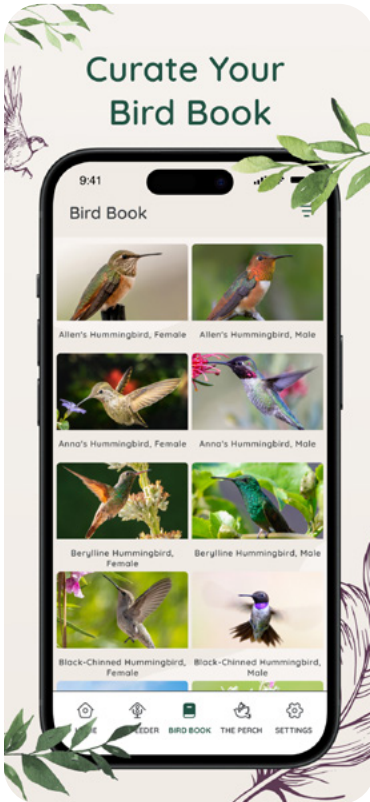 Curate Your
Bird Book
9:41
Bird Book
Allen's Hummingbird, Female
Allen's Hummingbird, Male
Anna's Hummingbird, Female
Anna's Hummingbird, Male
Berylline Hummingbird,
Female
Berylline Hummingbird, Male
Black-Chinned Hummingbird,
Female
Black-Chinned Hummingbird,
Male
BIRD BOOK
THE PERCH
SETTINGS